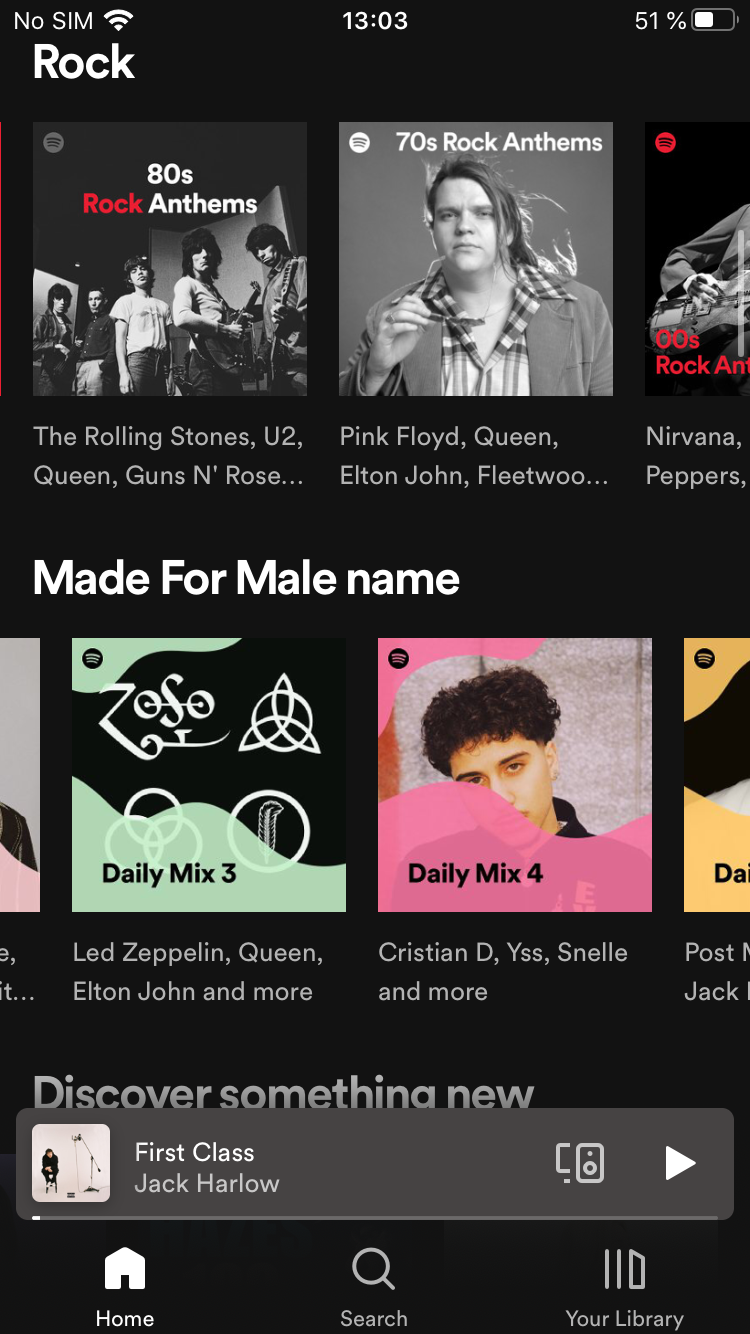 No SIM 13:03 51 %
Rock
80s
Rock Anthems
70s Rock Anthems
00s
Rock Ant
The Rolling Stones, U2,
Queen, Guns N' Rose...
Pink Floyd, Queen,
Elton John, Fleetwoo...
Nirvana,
Peppers,
Made For Male name
ZOSO
Daily Mix 3
Daily Mix 4
Dai
e,
it...
Led Zeppelin, Queen,
Elton John and more
Cristian D, Yss, Snelle
and more
Post M
Jack
Discover something new
First Class
Jack Harlow
Home
Search
Your Library